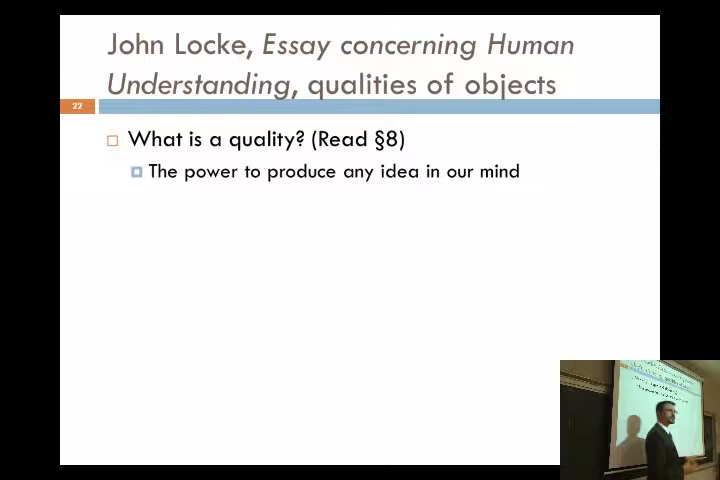 John Locke, Essay concerning Human
Understanding, qualities of objects
22
What is a quality? (Read §8)
The power to produce any idea in our mind